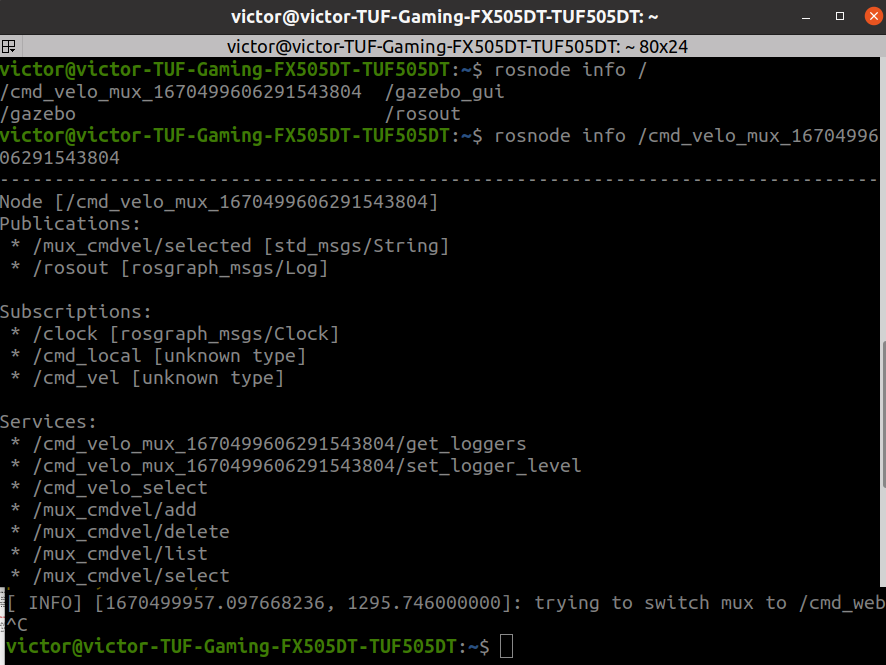 victor@victor-TUF-Gaming-FX505DT-TUF505DT: ~
victor@victor-TUF-Gaming-FX505DT-TUF505DT: ~ 80x24
victor@victor-TUF-Gaming-FX505DT-TUF505DT:~$ rosnode info /
/cmd_velo_mux_1670499606291543804  /gazebo_gui
/gazebo                            /rosout
victor@victor-TUF-Gaming-FX505DT-TUF505DT:~$ rosnode info /cmd_velo_mux_16704996
06291543804
--------------------------------------------------------------------------------
Node [/cmd_velo_mux_1670499606291543804]
Publications:
 * /mux_cmdvel/selected [std_msgs/String]
 * /rosout [rosgraph_msgs/Log]
Subscriptions:
 * /clock [rosgraph_msgs/Clock]
 * /cmd_local [unknown type]
 * /cmd_vel [unknown type]
Services:
 * /cmd_velo_mux_1670499606291543804/get_loggers
 * /cmd_velo_mux_1670499606291543804/set_logger_level
 * /cmd_velo_select
 * /mux_cmdvel/add
 * /mux_cmdvel/delete
 * /mux_cmdvel/list
 * /mux_cmdvel/select
[ INFO] [1670499957.097668236, 1295.746000000]: trying to switch mux to /cmd_web
^C
victor@victor-TUF-Gaming-FX505DT-TUF505DT:~$